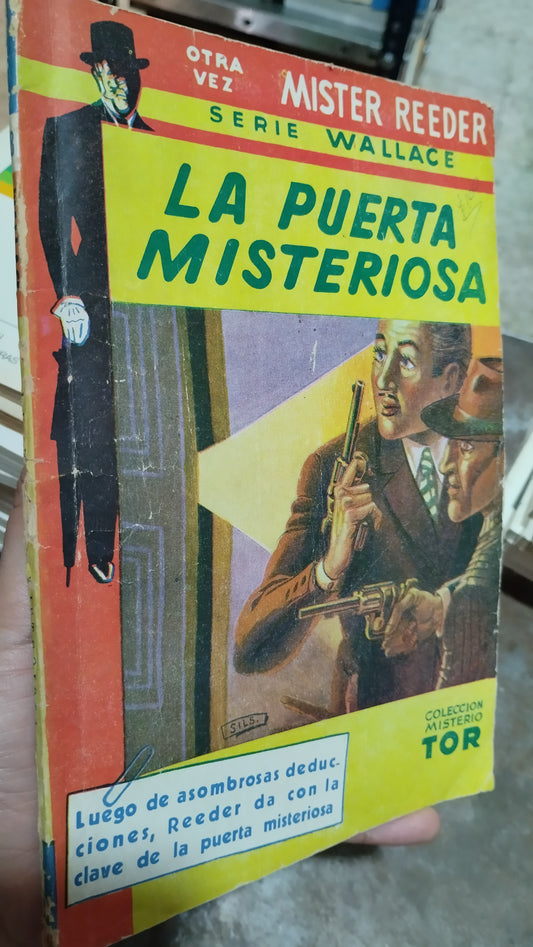 OTRA
VEZ
MISTER REEDER
SERIE WALLACE
LA PUERTA
MISTERIOSA
S.I.L.S.
COLECCION
MISTERIO
TOR
Luego de asombrosas deduc-
ciones, Reeder da con la
clave de la puerta misteriosa